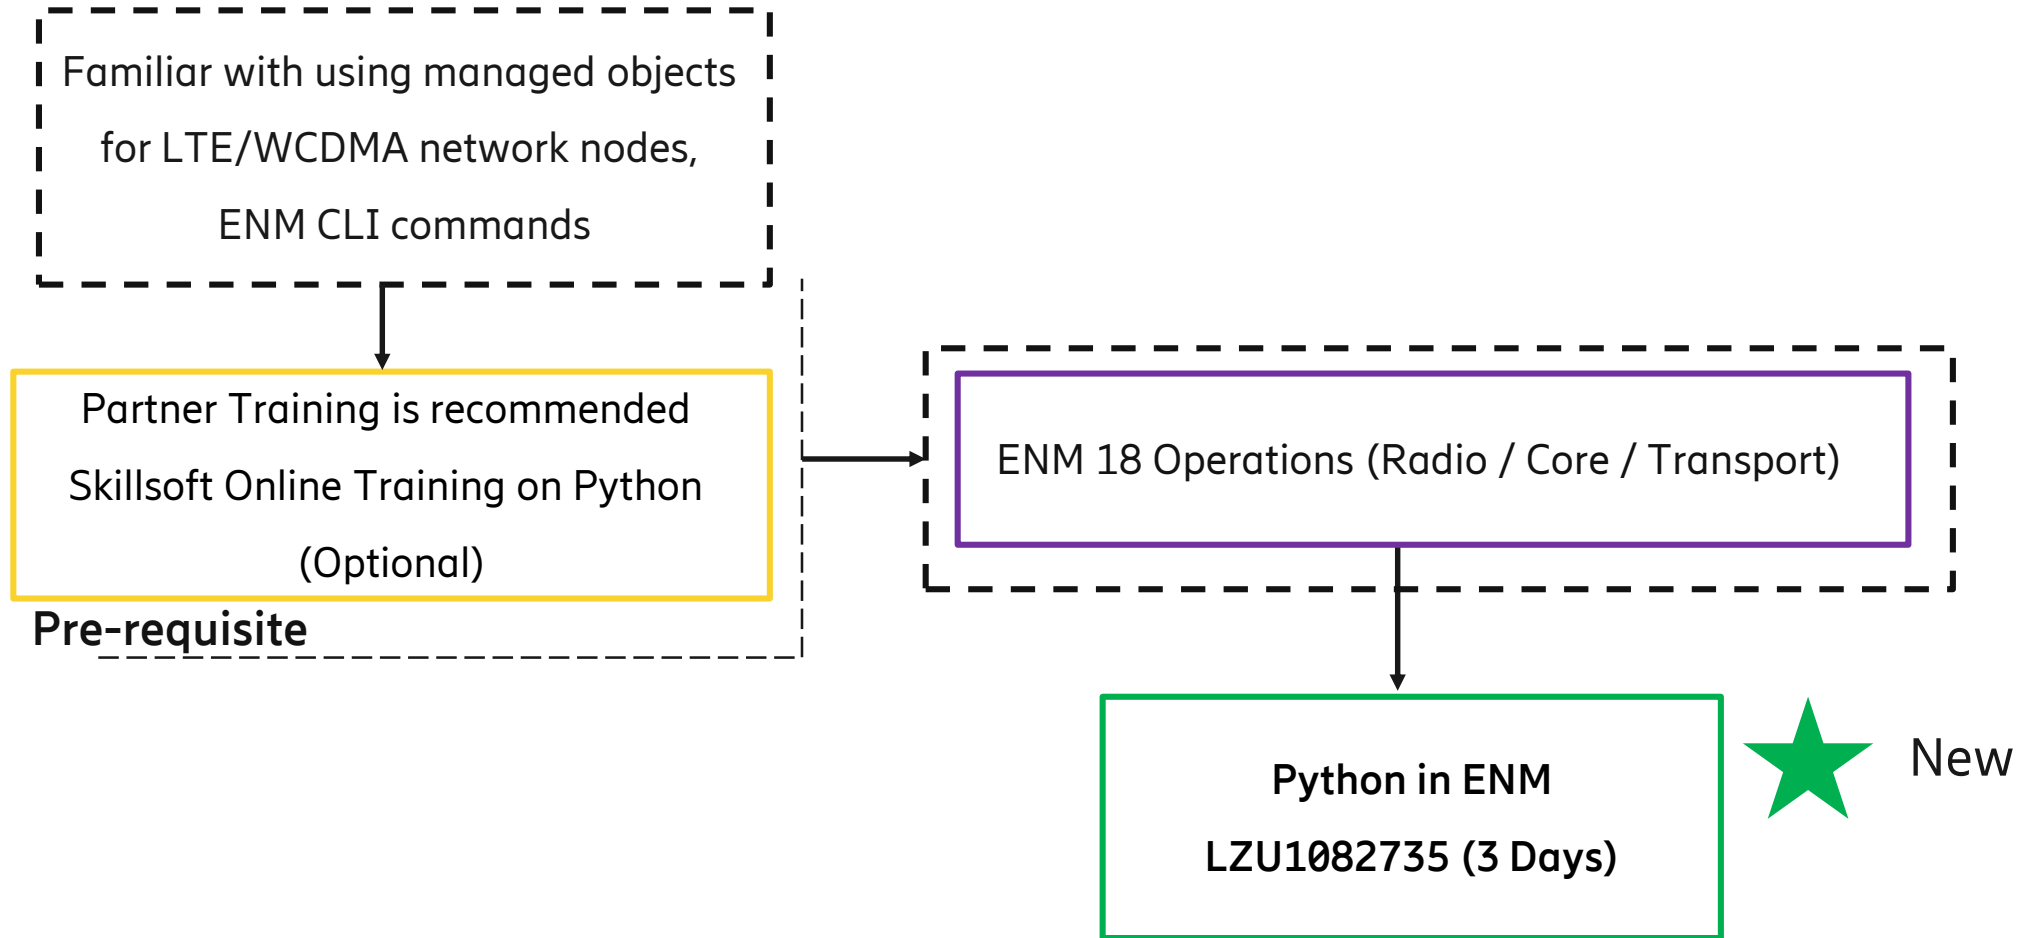 Familiar with using managed objects
for LTE/WCDMA network nodes,
ENM CLI commands
Partner Training is recommended
Skillsoft Online Training on Python
(Optional)
Pre-requisite
ENM 18 Operations (Radio / Core / Transport)
Python in ENM
LZU1082735 (3 Days)
New